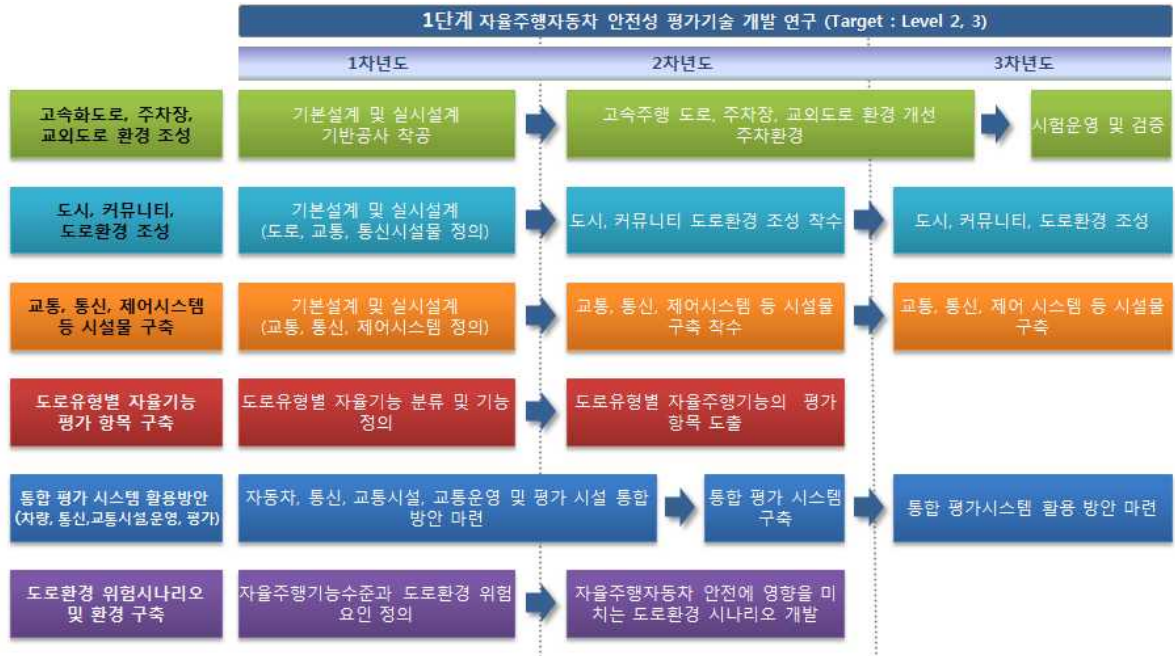 1단계 자율주행자동차 안전성 평가기술 개발 연구 (Target : Level 2, 3)
1차년도
2차년도
3차년도
고속화도로, 주차장,
교외도로 환경 조성
기본설계 및 실시설계
기반공사 착공
고속주행 도로, 주차장, 교외도로 환경 개선
주차환경
시험운영 및 검증
도시, 커뮤니티,
도로환경 조성
기본설계 및 실시설계
(도로, 교통, 통신시설물 정의)
도시, 커뮤니티 도로환경 조성 착수
도시, 커뮤니티, 도로환경 조성
교통, 통신, 제어시스템
등 시설물 구축
기본설계 및 실시설계
(교통, 통신, 제어시스템 정의)
교통, 통신, 제어시스템 등 시설물
구축 착수
교통, 통신, 제어 시스템 등 시설물
구축
도로유형별 자율기능
평가 항목 구축
도로유형별 자율기능 분류 및 기능
정의
도로유형별 자율주행기능의 평가
항목 도출
통합 평가 시스템 활용방안
(차량, 통신,교통시설,운영, 평가)
자동차, 통신, 교통시설, 교통운영 및 평가 시설 통합
방안 마련
통합 평가 시스템
구축
통합 평가시스템 활용 방안 마련
도로환경 위험시나리오
및 환경 구축
자율주행기능수준과 도로환경 위험
요인 정의
자율주행자동차 안전에 영향을 미
치는 도로환경 시나리오 개발